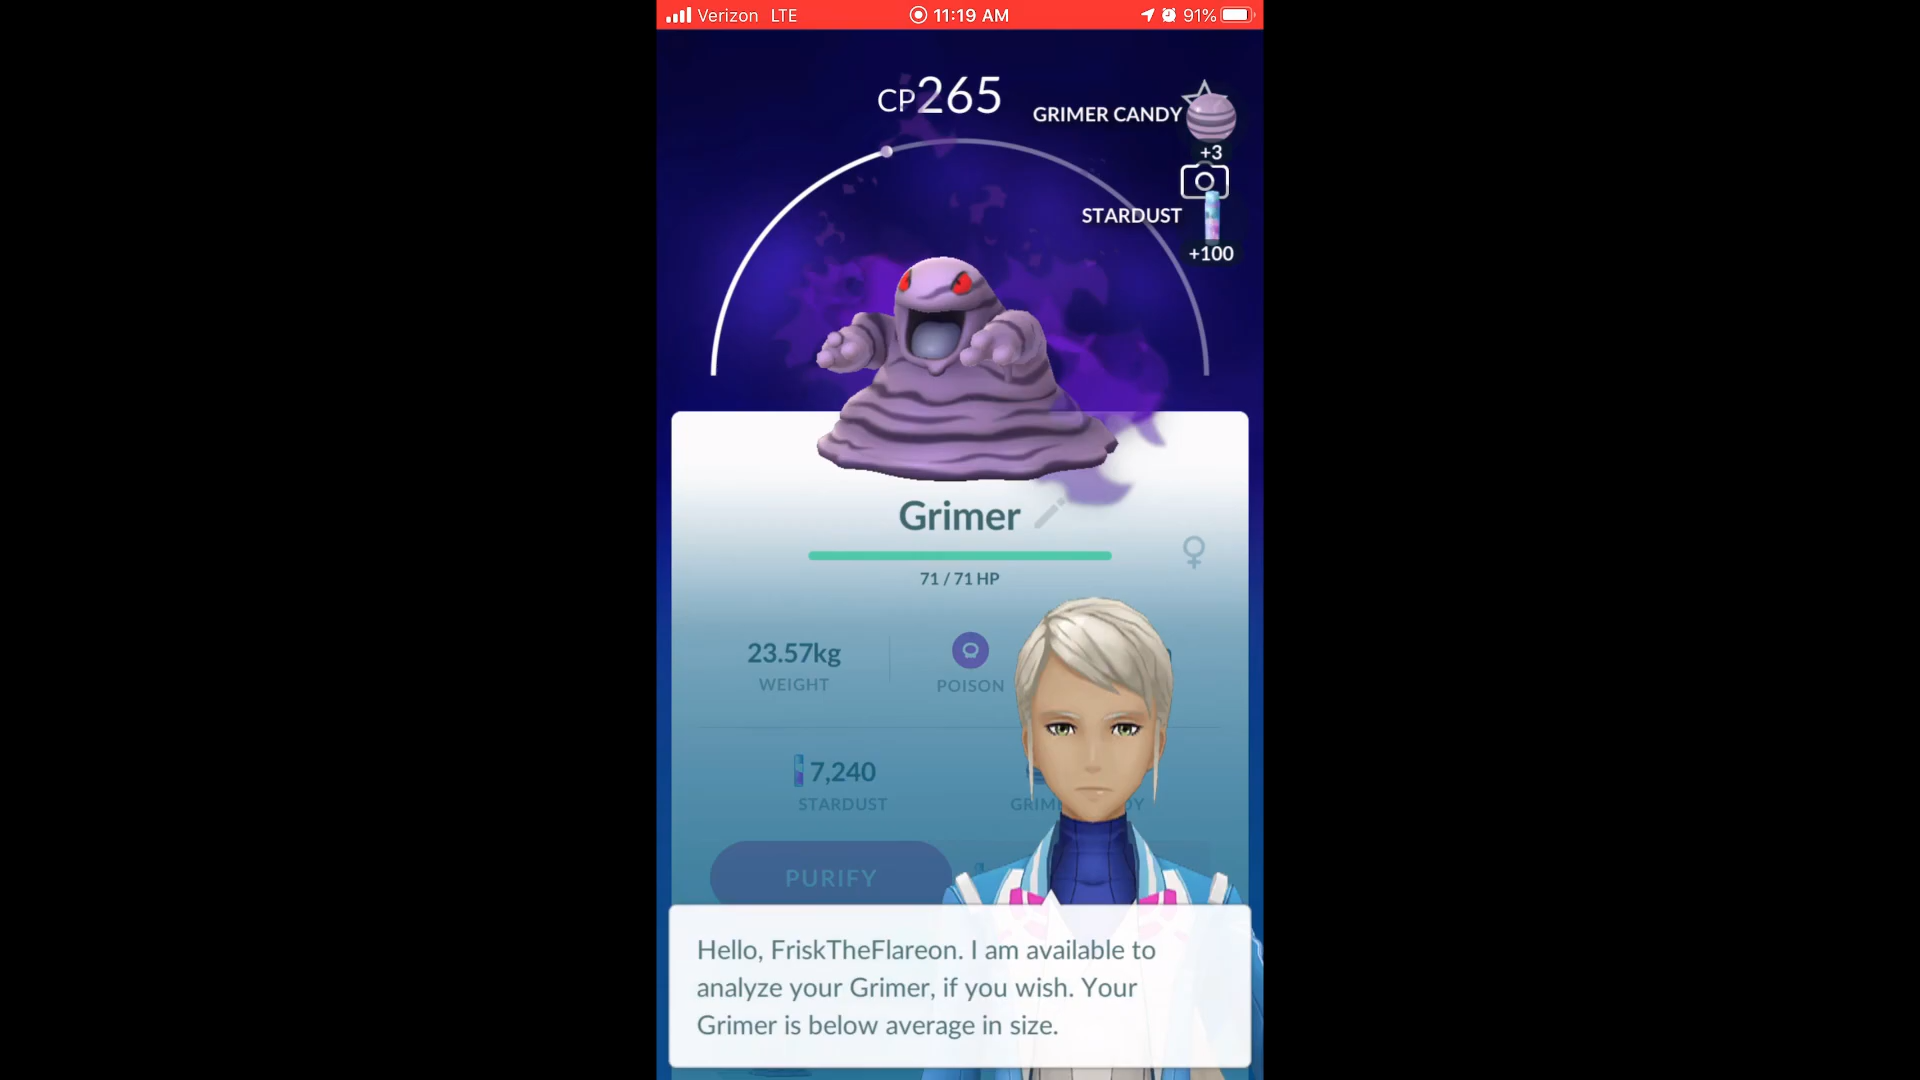 Verizon LTE 11:19 AM 91%
CP265
GRIMER CANDY
+3
STARDUST
+100
Grimer
71 / 71 HP
23.57kg
WEIGHT
POISON
7,240
STARDUST
PURIFY
Hello, FriskTheFlareon. I am available to
analyze your Grimer, if you wish. Your
Grimer is below average in size.